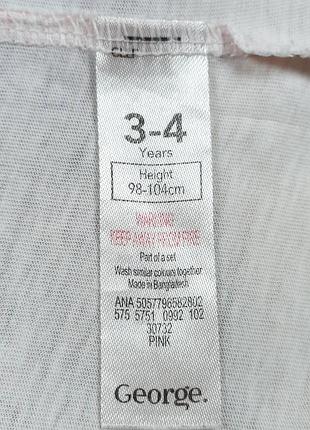 3-4
Years
Height
98-104cm
WARNING
KEEP AWAY FROM FIRE
Part of a set
Wash similar colours together
Made in Bangladesh
ANA 5057796582802
575 5751 0992 102
30732
PINK
George.